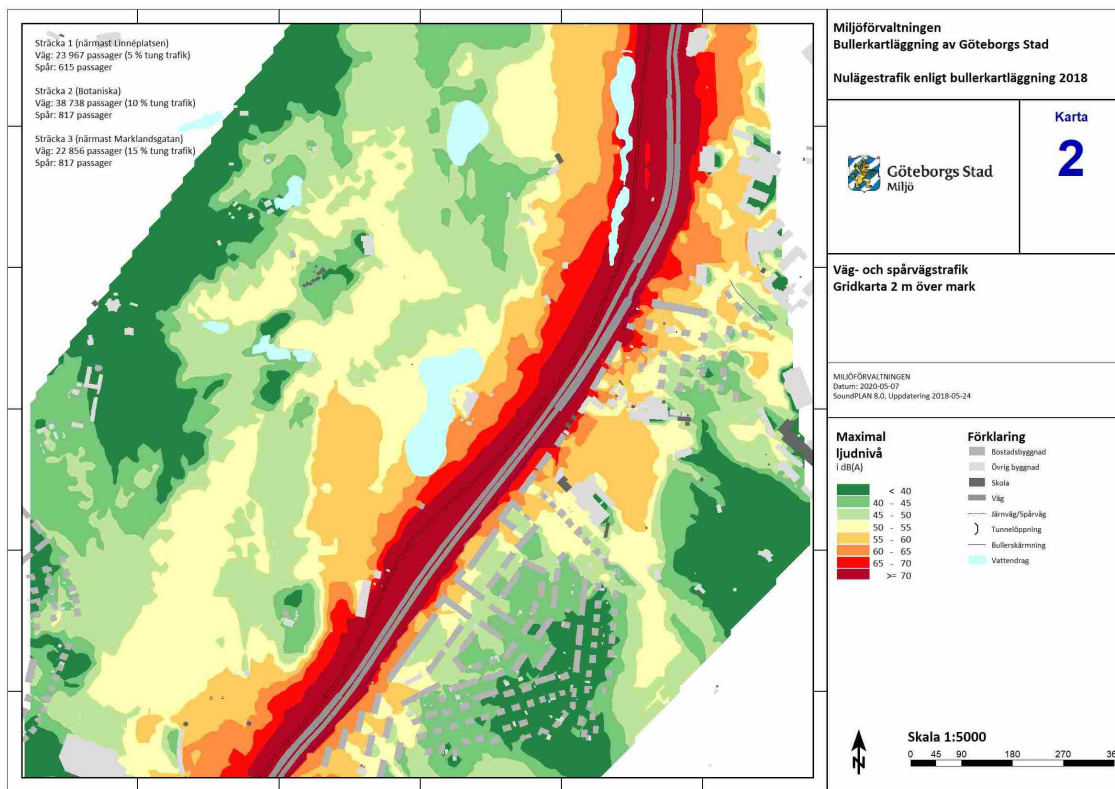 Sträcka 1 (närmast Linnéplatsen)
Väg: 23 967 passager (5 % tung trafik)
Spår: 615 passager
Sträcka 2 (Botaniska)
Väg: 38 738 passager (10 % tung trafik)
Spår: 817 passager
Sträcka 3 (närmast Marklandsgatan)
Väg: 22 856 passager (15 % tung trafik)
Spår: 817 passager
Miljöförvaltningen
Bullerkartläggning av Göteborgs Stad
Nulägestrafik enligt bullerkartläggning 2018
Göteborgs Stad
Miljö
Karta
2
Väg- och spårvägstrafik
Gridkarta 2 m över mark
MILJÖFÖRVALTNINGEN
Datum: 2020-05-07
SoundPLAN 8.0, Uppdatering 2018-05-24
Maximal
ljudnivå
i dB(A)
< 40
40 - 45
45 - 50
50 - 55
55 - 60
60 - 65
65 - 70
>= 70
Förklaring
Bostadsbyggnad
Övrig byggnad
Skola
Väg
Järnväg/Spårväg
Tunnelöppning
Bullerskärmning
Vattendrag
N
Skala 1:5000
0 45 90 180 270